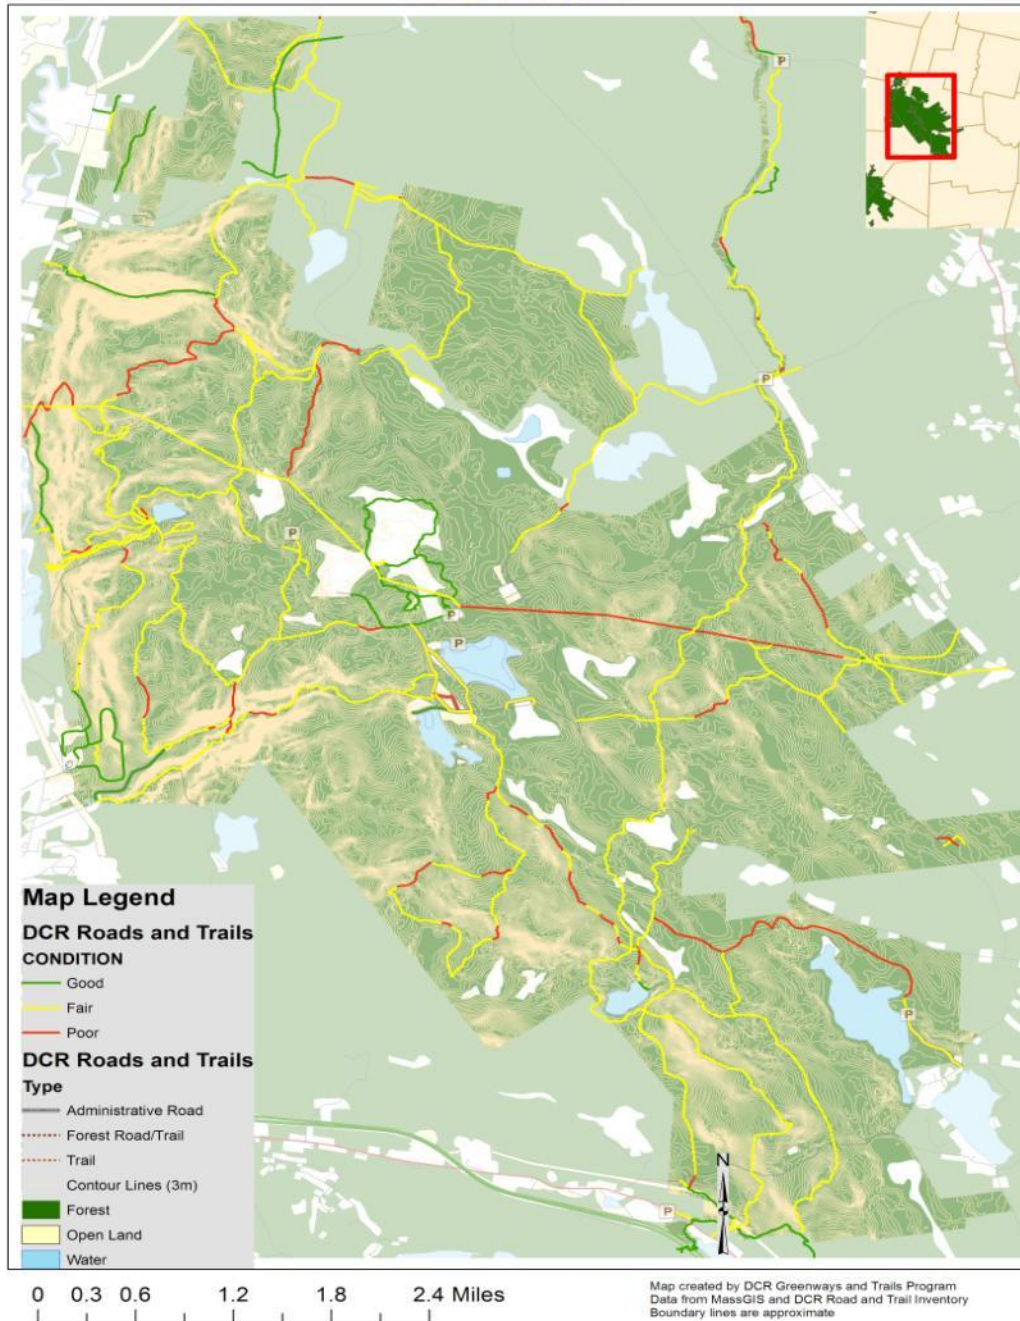 P
P
P
P
P
P
P
Map Legend
DCR Roads and Trails
CONDITION
Good
Fair
Poor
DCR Roads and Trails
Type
Administrative Road
Forest Road/Trail
Trail
Contour Lines (3m)
Forest
Open Land
Water
N
0 0.3 0.6 1.2 1.8 2.4 Miles
Map created by DCR Greenways and Trails Program
Data from MassGIS and DCR Road and Trail Inventory
Boundary lines are approximate